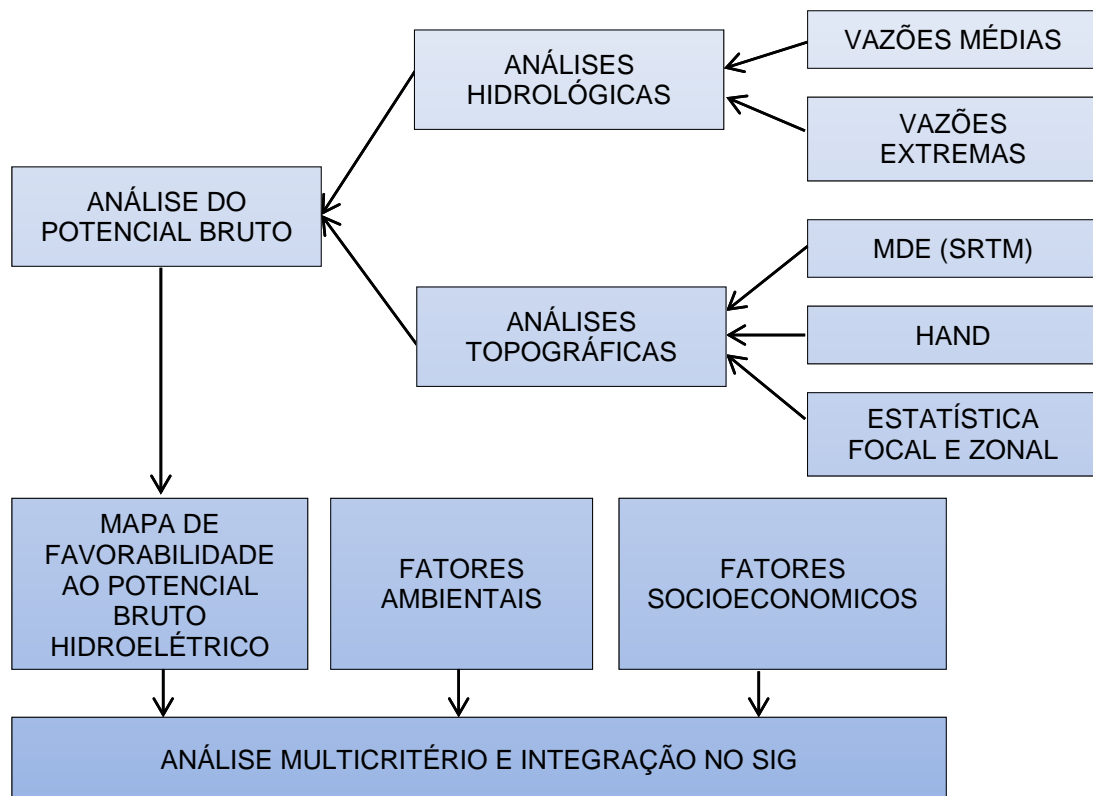 VAZÕES MÉDIAS
ANÁLISES
HIDROLÓGICAS
VAZÕES
EXTREMAS
ANÁLISE DO
POTENCIAL BRUTO
MDE (SRTM)
ANÁLISES
TOPOGRÁFICAS
HAND
ESTATÍSTICA
FOCAL E ZONAL
MAPA DE
FAVORABILIDADE
AO POTENCIAL
BRUTO
HIDROELÉTRICO
FATORES
AMBIENTAIS
FATORES
SOCIOECONOMICOS
ANÁLISE MULTICRITÉRIO E INTEGRAÇÃO NO SIG